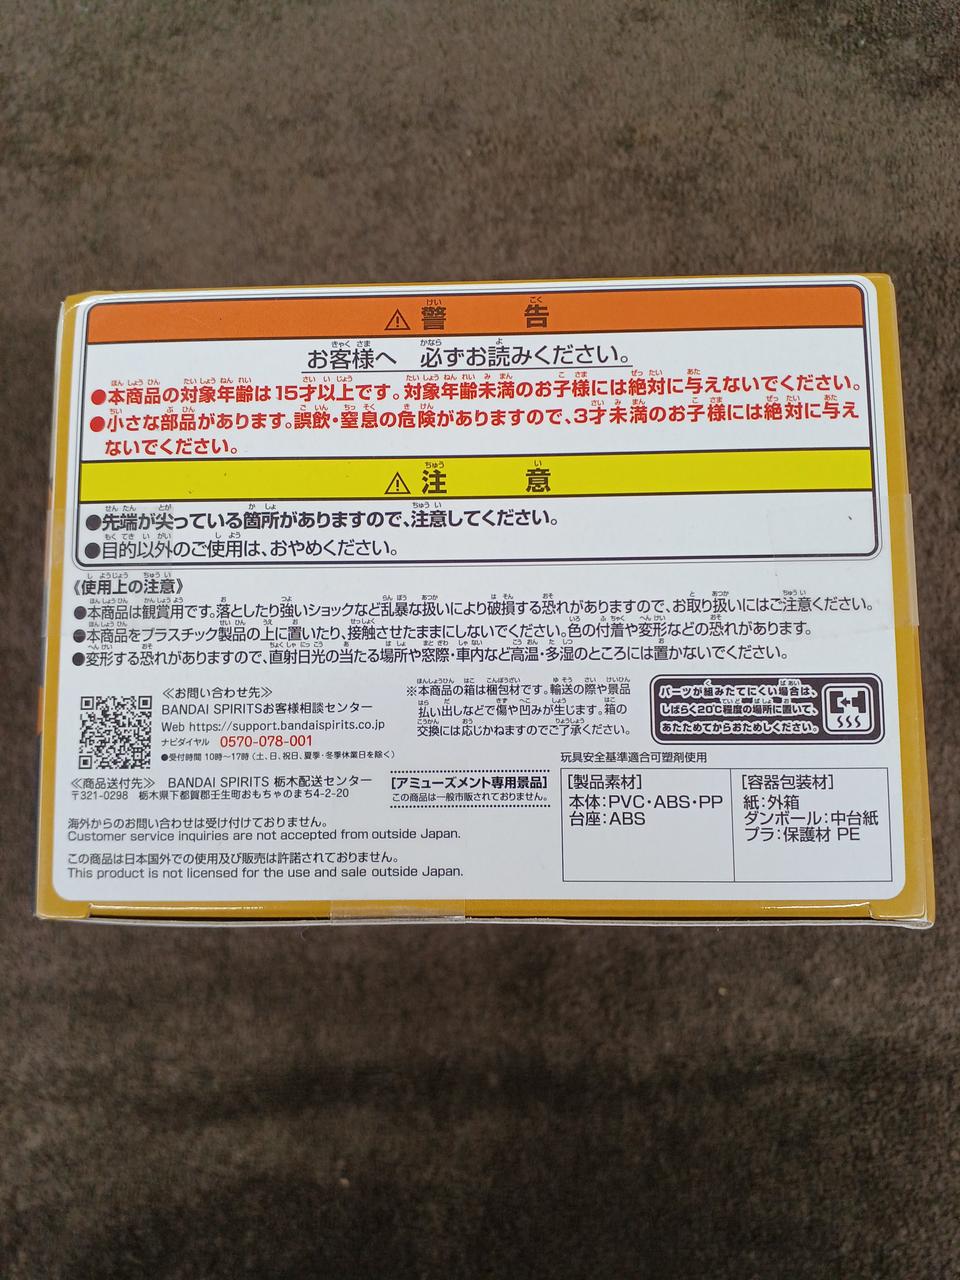 ⚠警告
お客様へ 必ずお読みください。
●本商品の対象年齢は15才以上です。対象年齢未満のお子様には絶対に与えないでください。
●小さな部品があります。誤飲・窒息の危険がありますので、3才未満のお子様には絶対に与え
ないでください。
⚠注意
●先端が尖っている箇所がありますので、注意してください。
●目的以外のご使用は、おやめください。
《使用上の注意》
●本商品は観賞用です。落としたり強いショックなど乱暴な扱いにより破損する恐れがありますので、お取り扱いにはご注意ください。
●本商品をプラスチック製品の上に置いたり、接触させたままにしないでください。色の付着や変形などの恐れがあります。
●変形する恐れがありますので、直射日光の当たる場所や窓際・車内など高温・多湿のところには置かないでください。
≪お問い合わせ先≫
BANDAI SPIRITSお客様相談センター
Web https://support.bandaispirits.co.jp
ナビダイヤル 0570-078-001
●受付時間 10時〜17時(土、日、祝日、夏季・冬季休業日を除く)
※本商品の箱は梱包材です。輸送の際や景品
払い出しなどで傷や凹みが生じます。箱の
交換には応じかねますのでご了承ください。
パーツが組みたてにくい場合は、
しばらく20℃程度の場所に置いて、
あたためてからおためしください。
≪商品送付先≫ BANDAI SPIRITS 栃木配送センター
〒321-0298 栃木県下都賀郡壬生町おもちゃのまち4-2-20
[アミューズメント専用景品]
この商品は一般市販されておりません。
海外からのお問い合わせは受け付けておりません。
Customer service inquiries are not accepted from outside Japan.
この商品は日本国外での使用及び販売は許諾されておりません。
This product is not licensed for the use and sale outside Japan.
玩具安全基準適合可塑剤使用
[製品素材]
本体:PVC・ABS・PP
台座:ABS
[容器包装材]
紙:外箱
ダンボール:中台紙
プラ:保護材 PE